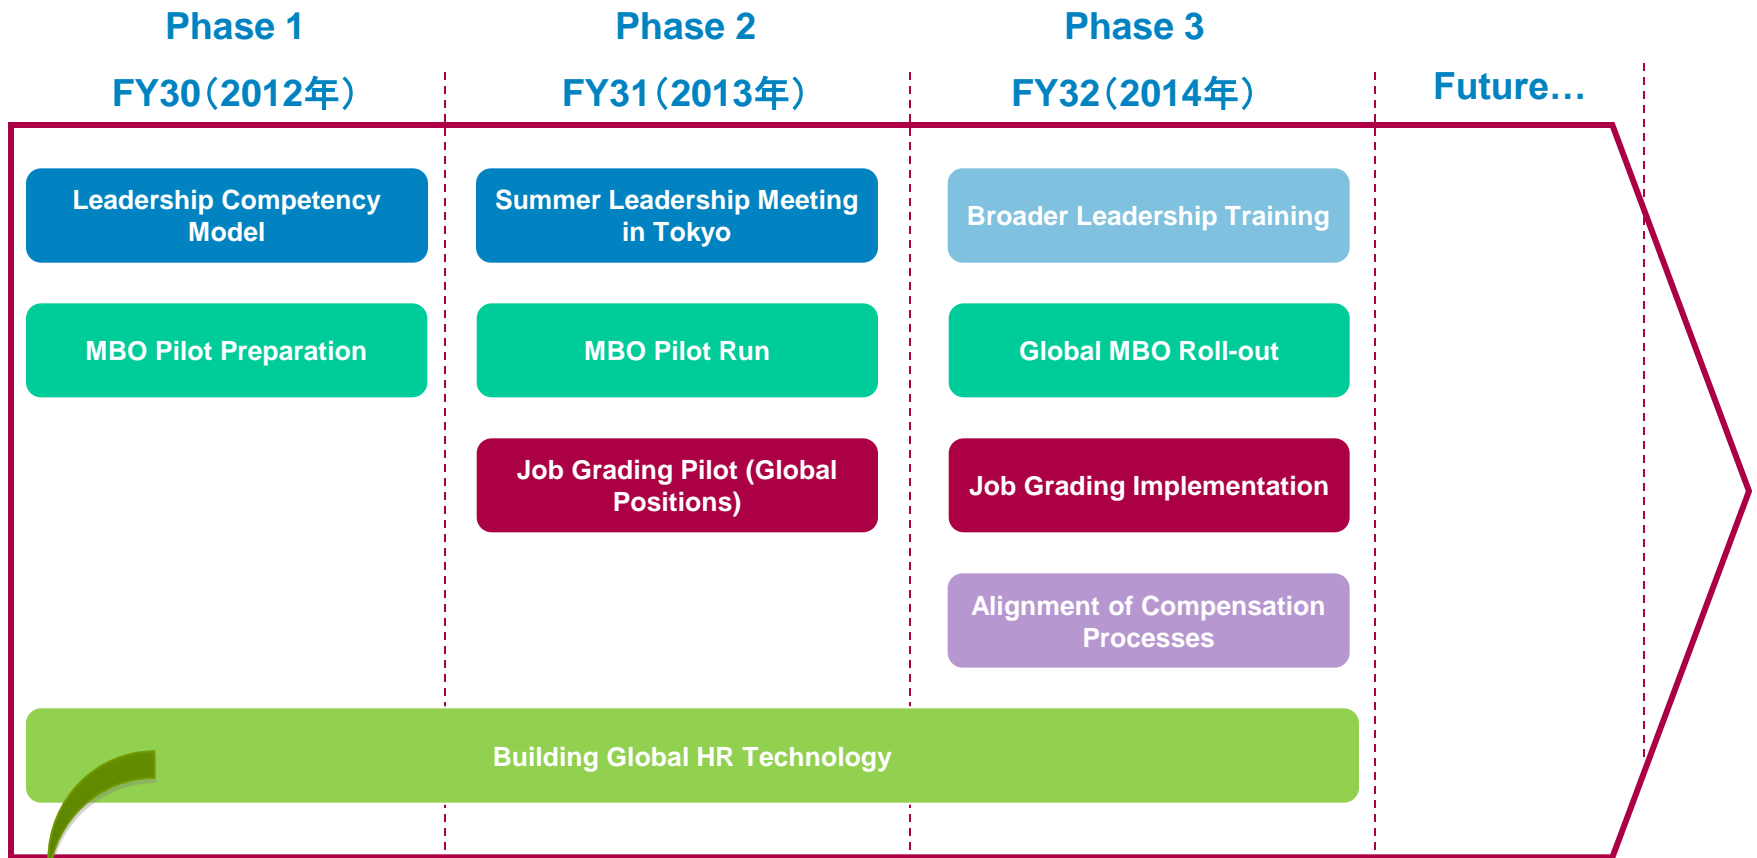 Phase 1
Phase 2
Phase 3
FY30（2012年）
FY31（2013年）
FY32（2014年）
Future…
Leadership Competency
Model
Summer Leadership Meeting
in Tokyo
Broader Leadership Training
MBO Pilot Preparation
MBO Pilot Run
Global MBO Roll-out
Job Grading Pilot (Global
Positions)
Job Grading Implementation
Alignment of Compensation
Processes
Building Global HR Technology